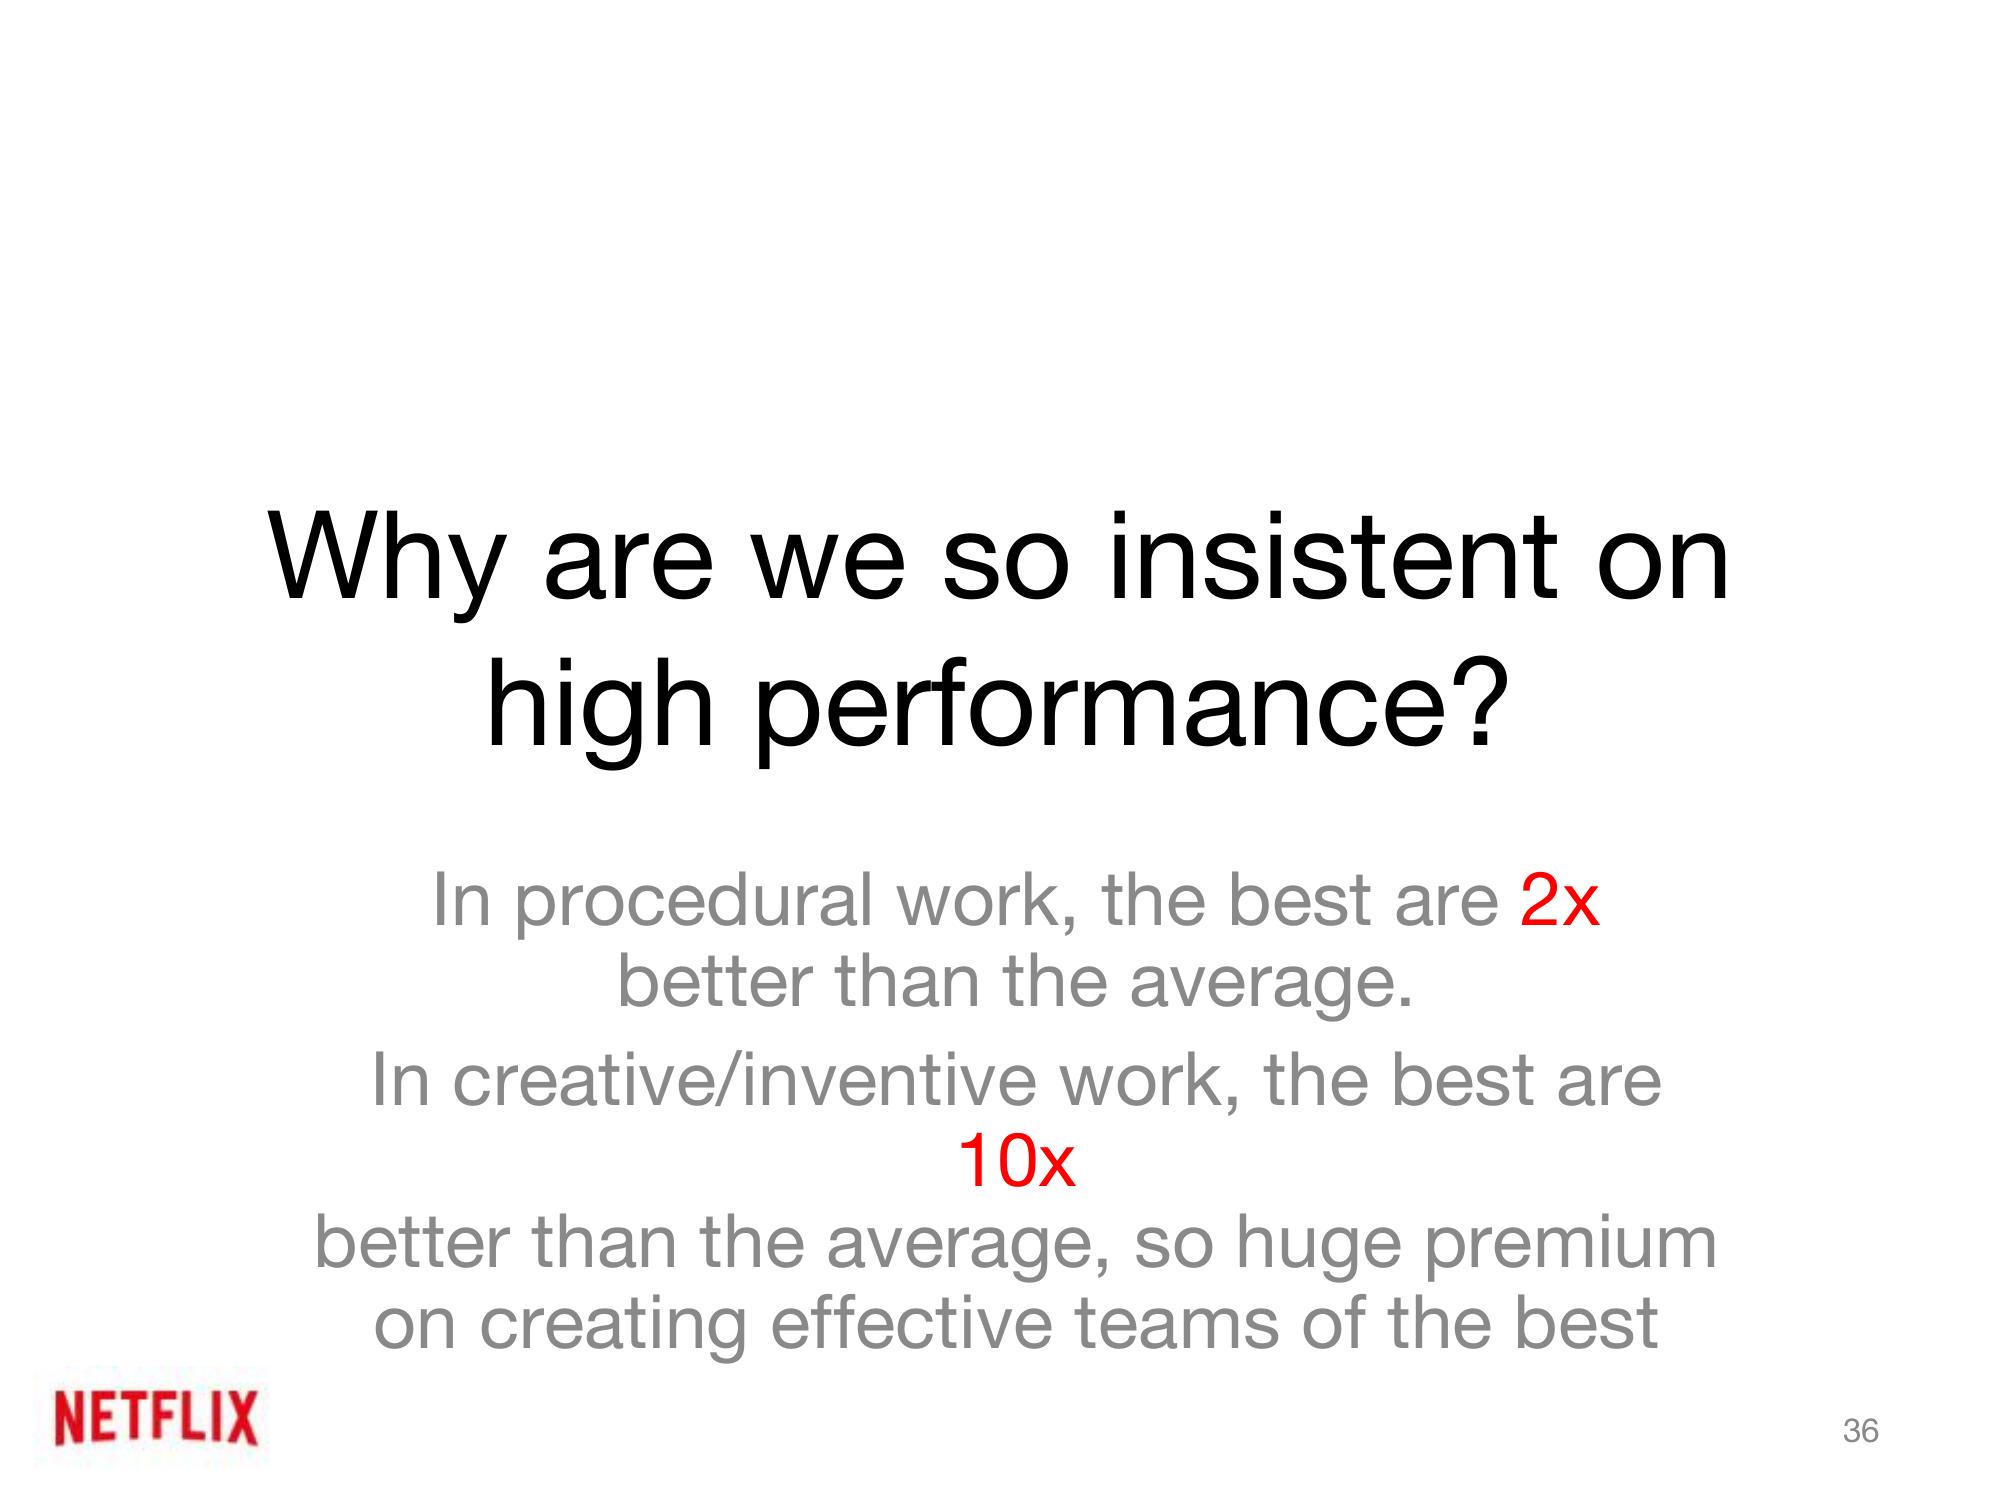 Why are we so insistent on
high performance?
In procedural work, the best are 2x
better than the average.
In creative/inventive work, the best are
10x
better than the average, so huge premium
on creating effective teams of the best
NETFLIX
36